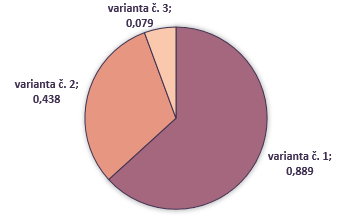 varianta č. 3;
0,079
varianta č. 2;
0,438
varianta č. 1;
0,889